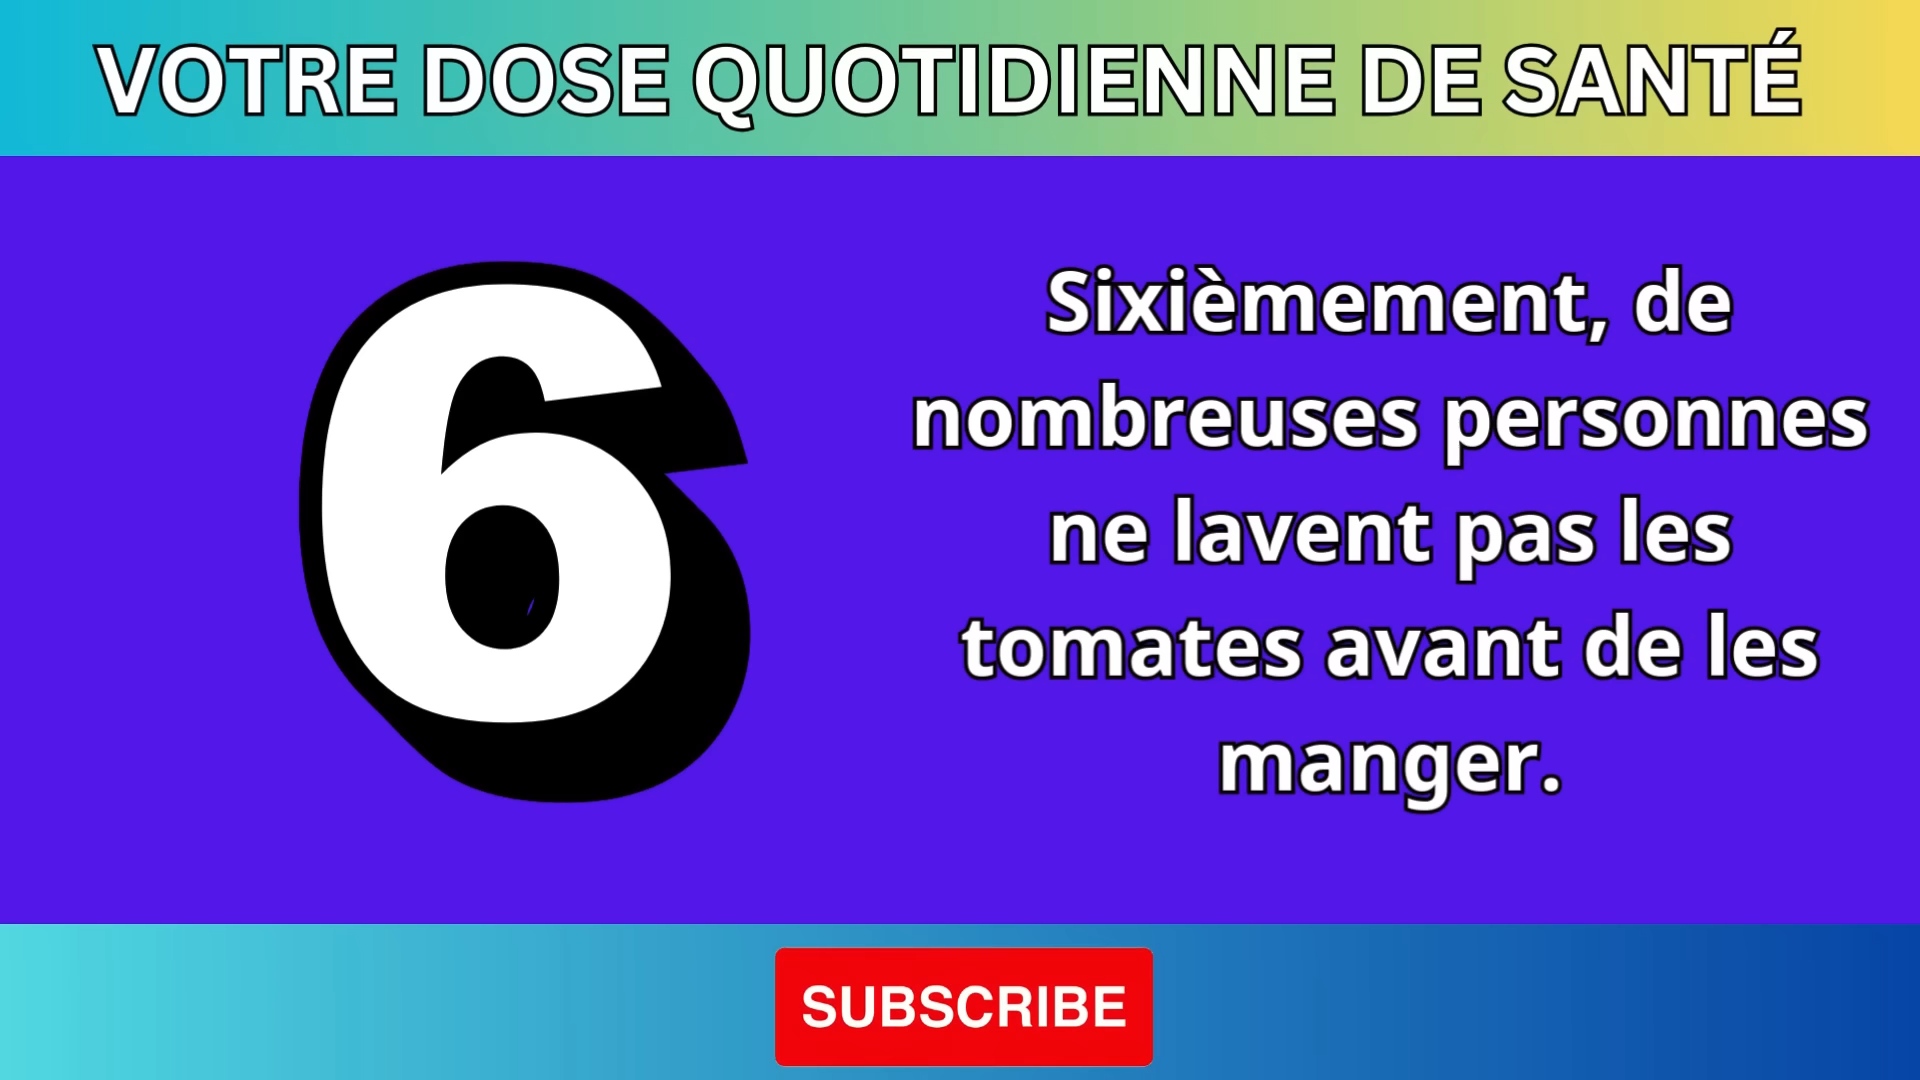 VOTRE DOSE QUOTIDIENNE DE SANTÉ
6
Sixièmement, de
nombreuses personnes
ne lavent pas les
tomates avant de les
manger.
SUBSCRIBE